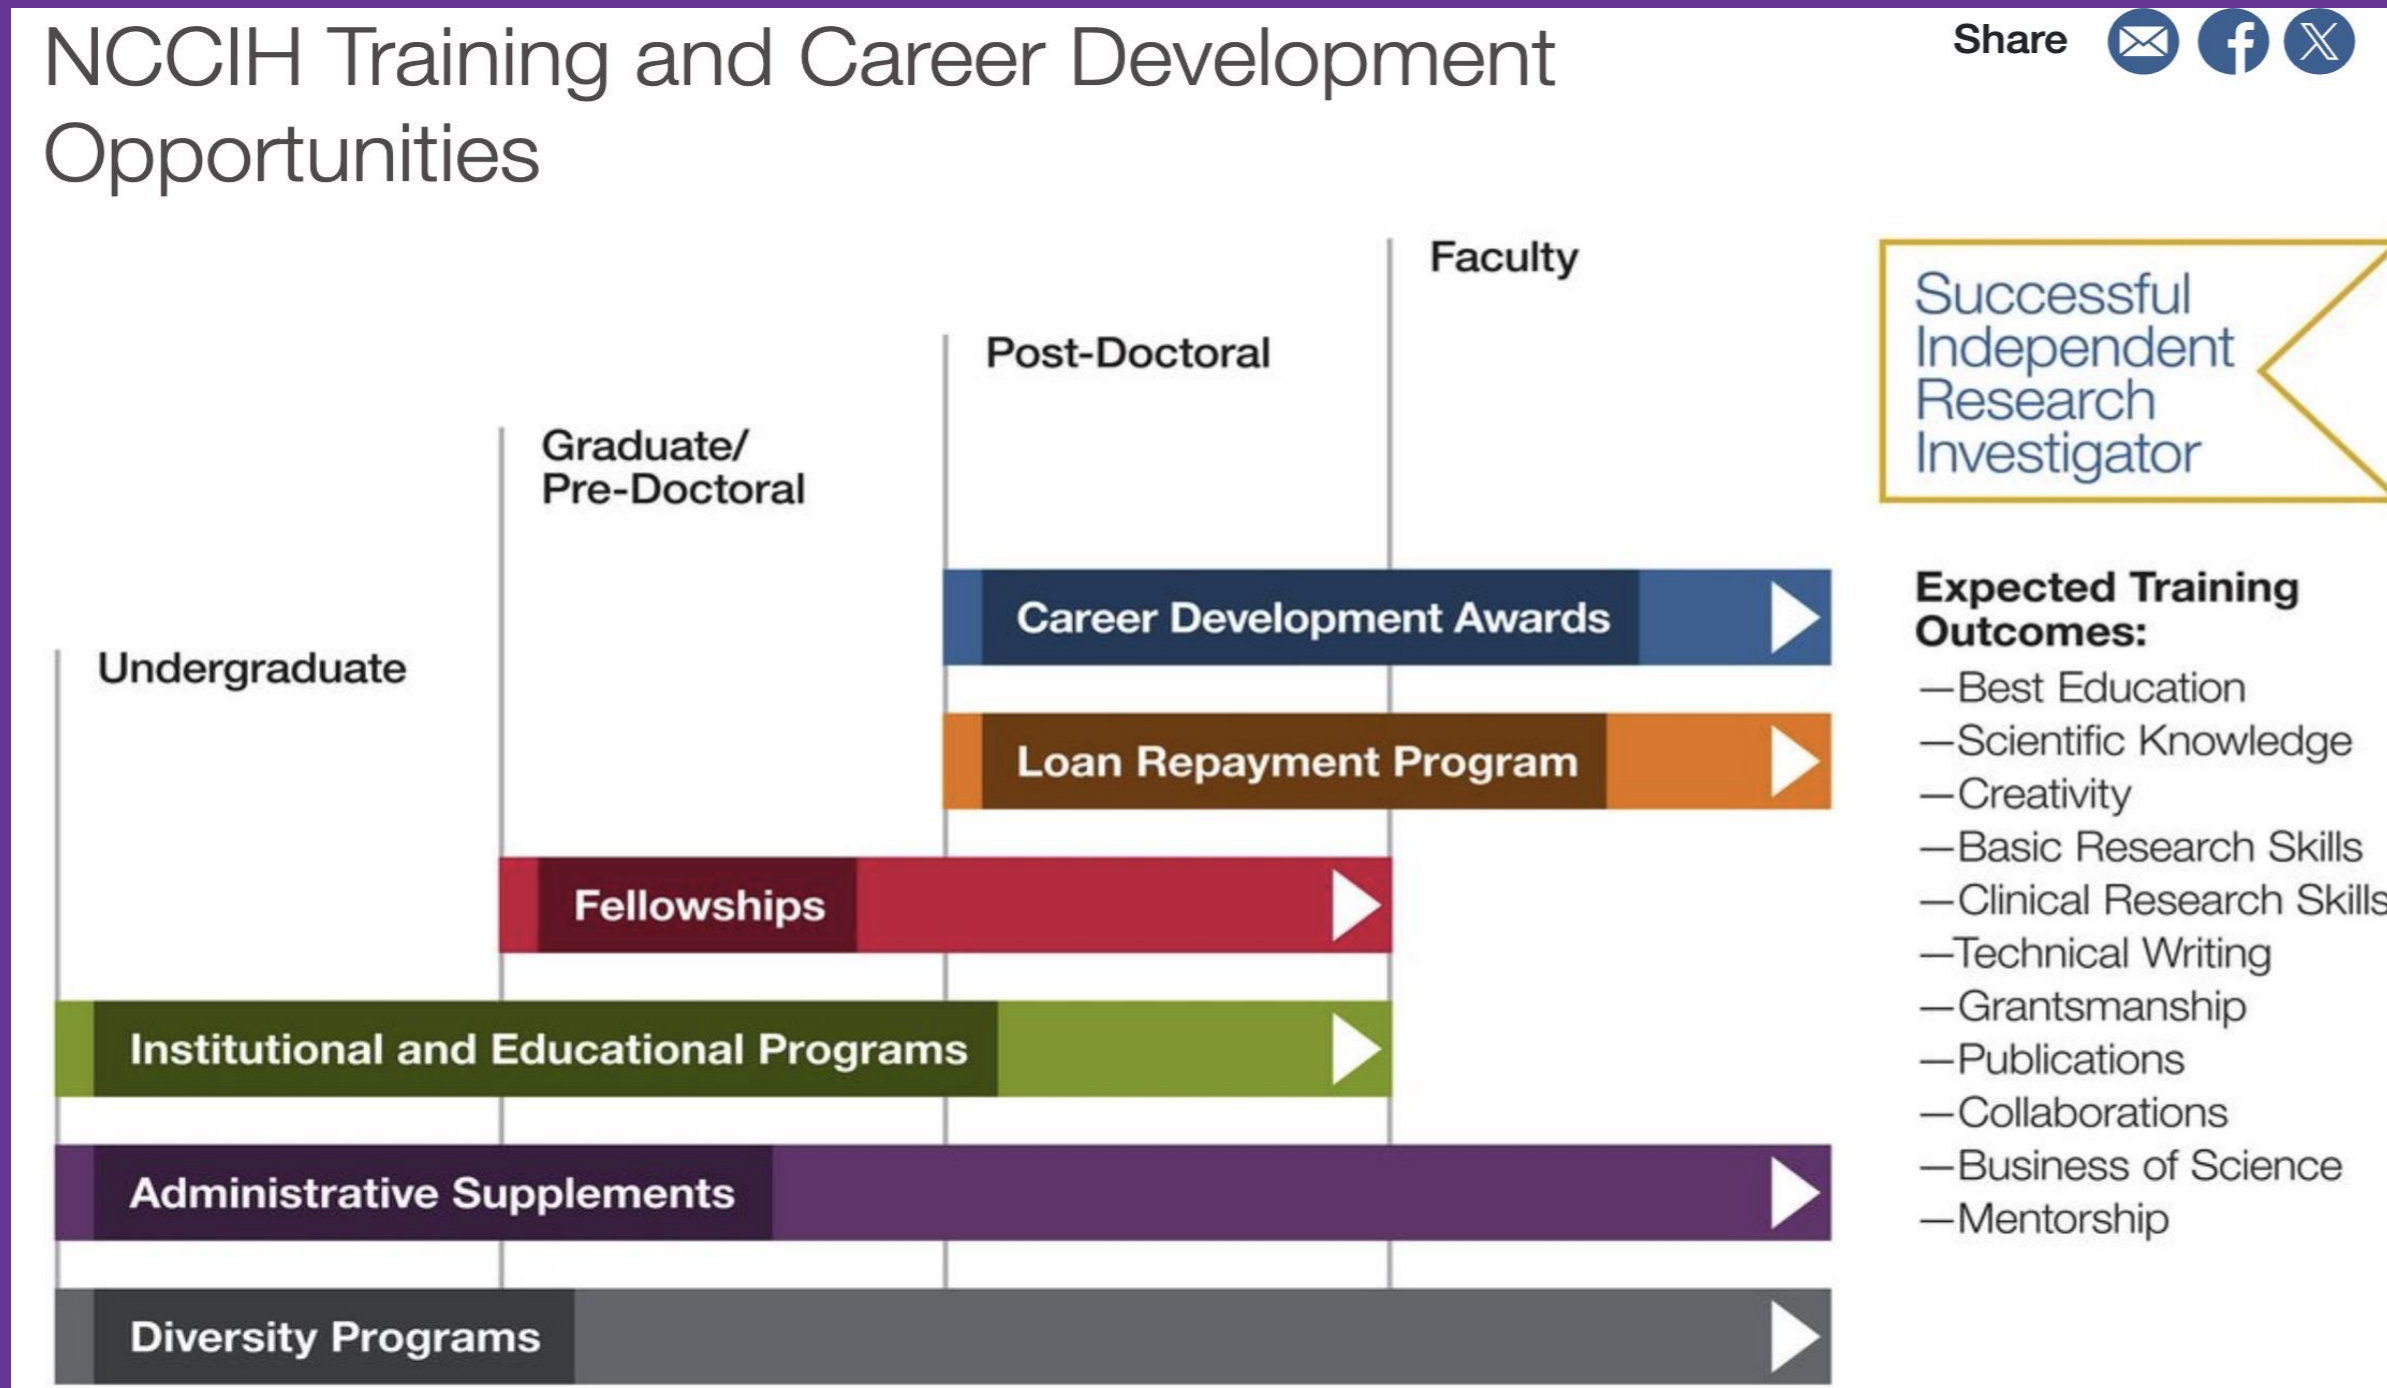 NCCIH Training and Career Development
Opportunities
Share
Faculty
Post-Doctoral
Graduate/
Pre-Doctoral
Undergraduate
Career Development Awards
Loan Repayment Program
Fellowships
Institutional and Educational Programs
Administrative Supplements
Diversity Programs
Successful
Independent
Research
Investigator
Expected Training
Outcomes:
—Best Education
—Scientific Knowledge
—Creativity
—Basic Research Skills
—Clinical Research Skills
—Technical Writing
—Grantsmanship
—Publications
—Collaborations
—Business of Science
—Mentorship